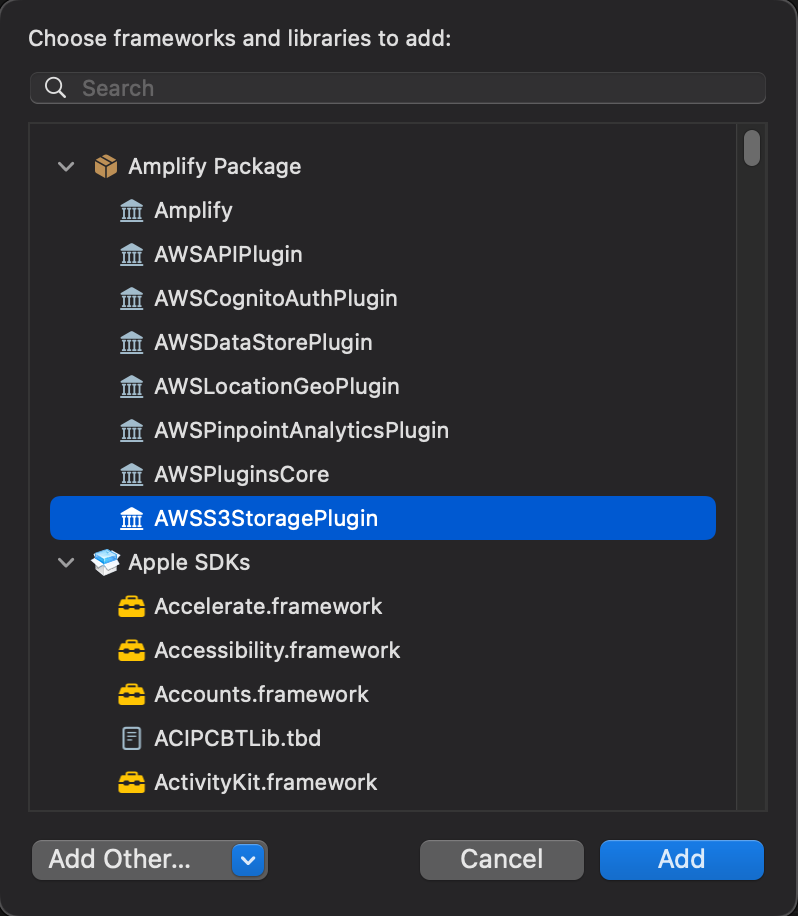 Choose frameworks and libraries to add:
Search
Amplify Package
Amplify
AWSAPIPlugin
AWSCognitoAuthPlugin
AWSDataStorePlugin
AWSLocationGeoPlugin
AWSPinpointAnalyticsPlugin
AWSPluginsCore
AWSS3StoragePlugin
Apple SDKs
Accelerate.framework
Accessibility.framework
Accounts.framework
ACIPCBTLib.tbd
ActivityKit.framework
Add Other... Cancel Add